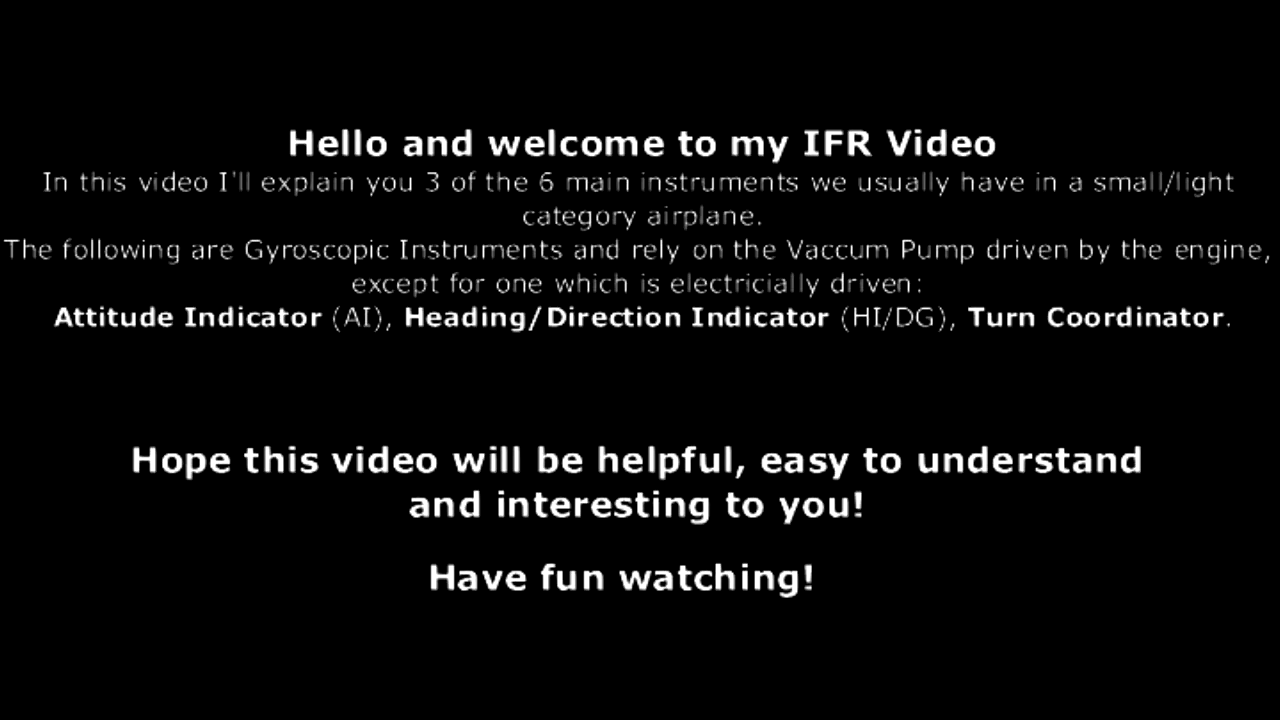 Hello and welcome to my IFR Video
In this video I'll explain you 3 of the 6 main instruments we usually have in a small/light
category airplane.
The following are Gyroscopic Instruments and rely on the Vaccum Pump driven by the engine,
except for one which is electricially driven:
Attitude Indicator (AI), Heading/Direction Indicator (HI/DG), Turn Coordinator.
Hope this video will be helpful, easy to understand
and interesting to you!
Have fun watching!